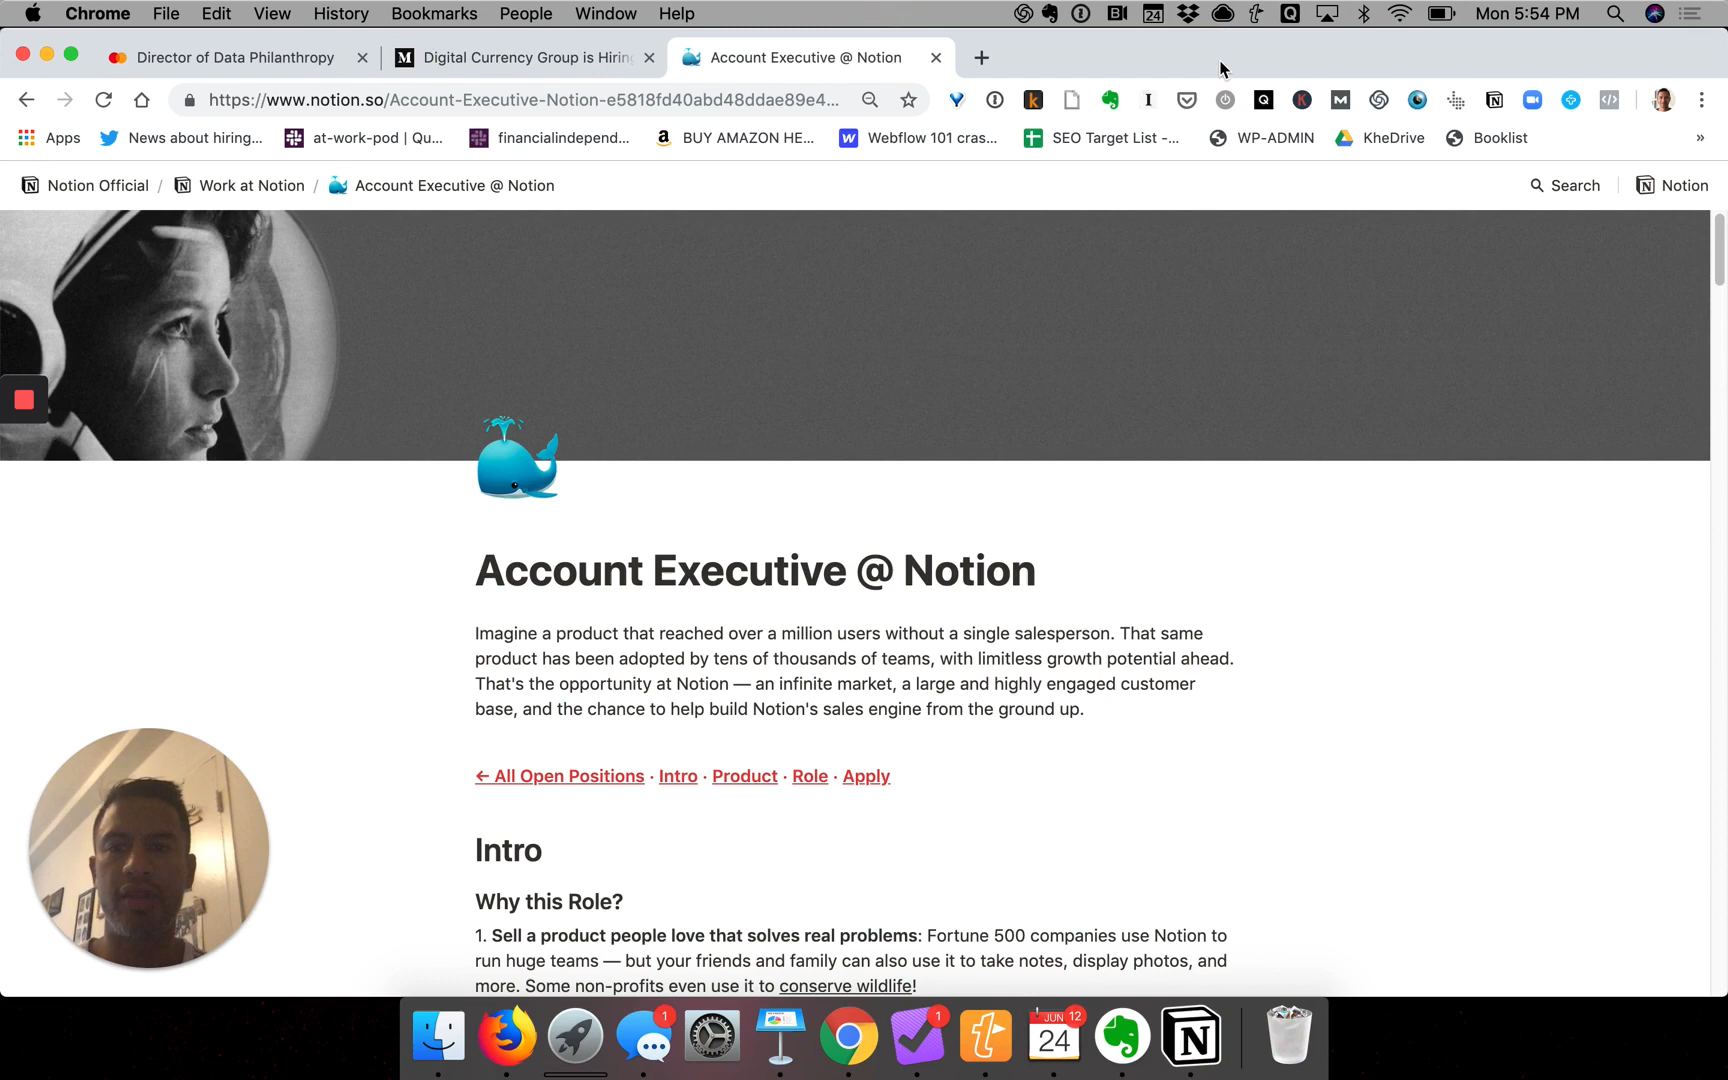 Chrome File Edit View History Bookmarks People Window Help 24 Mon 5:54 PM
Director of Data Philanthropy Digital Currency Group is Hirin Account Executive @ Notion
https://www.notion.so/Account-Executive-Notion-e5818fd40abd48ddae89e4...
Apps News about hiring... at-work-pod | Qu... financialindepend... BUY AMAZON HE... Webflow 101 cras... SEO Target List -... WP-ADMIN KheDrive Booklist »
Notion Official / Work at Notion / Account Executive @ Notion Search Notion
Account Executive @ Notion
Imagine a product that reached over a million users without a single salesperson. That same
product has been adopted by tens of thousands of teams, with limitless growth potential ahead.
That's the opportunity at Notion — an infinite market, a large and highly engaged customer
base, and the chance to help build Notion's sales engine from the ground up.
← All Open Positions · Intro · Product · Role · Apply
Intro
Why this Role?
1. Sell a product people love that solves real problems: Fortune 500 companies use Notion to
run huge teams — but your friends and family can also use it to take notes, display photos, and
more. Some non-profits even use it to conserve wildlife!
1 1 JUN 12
24